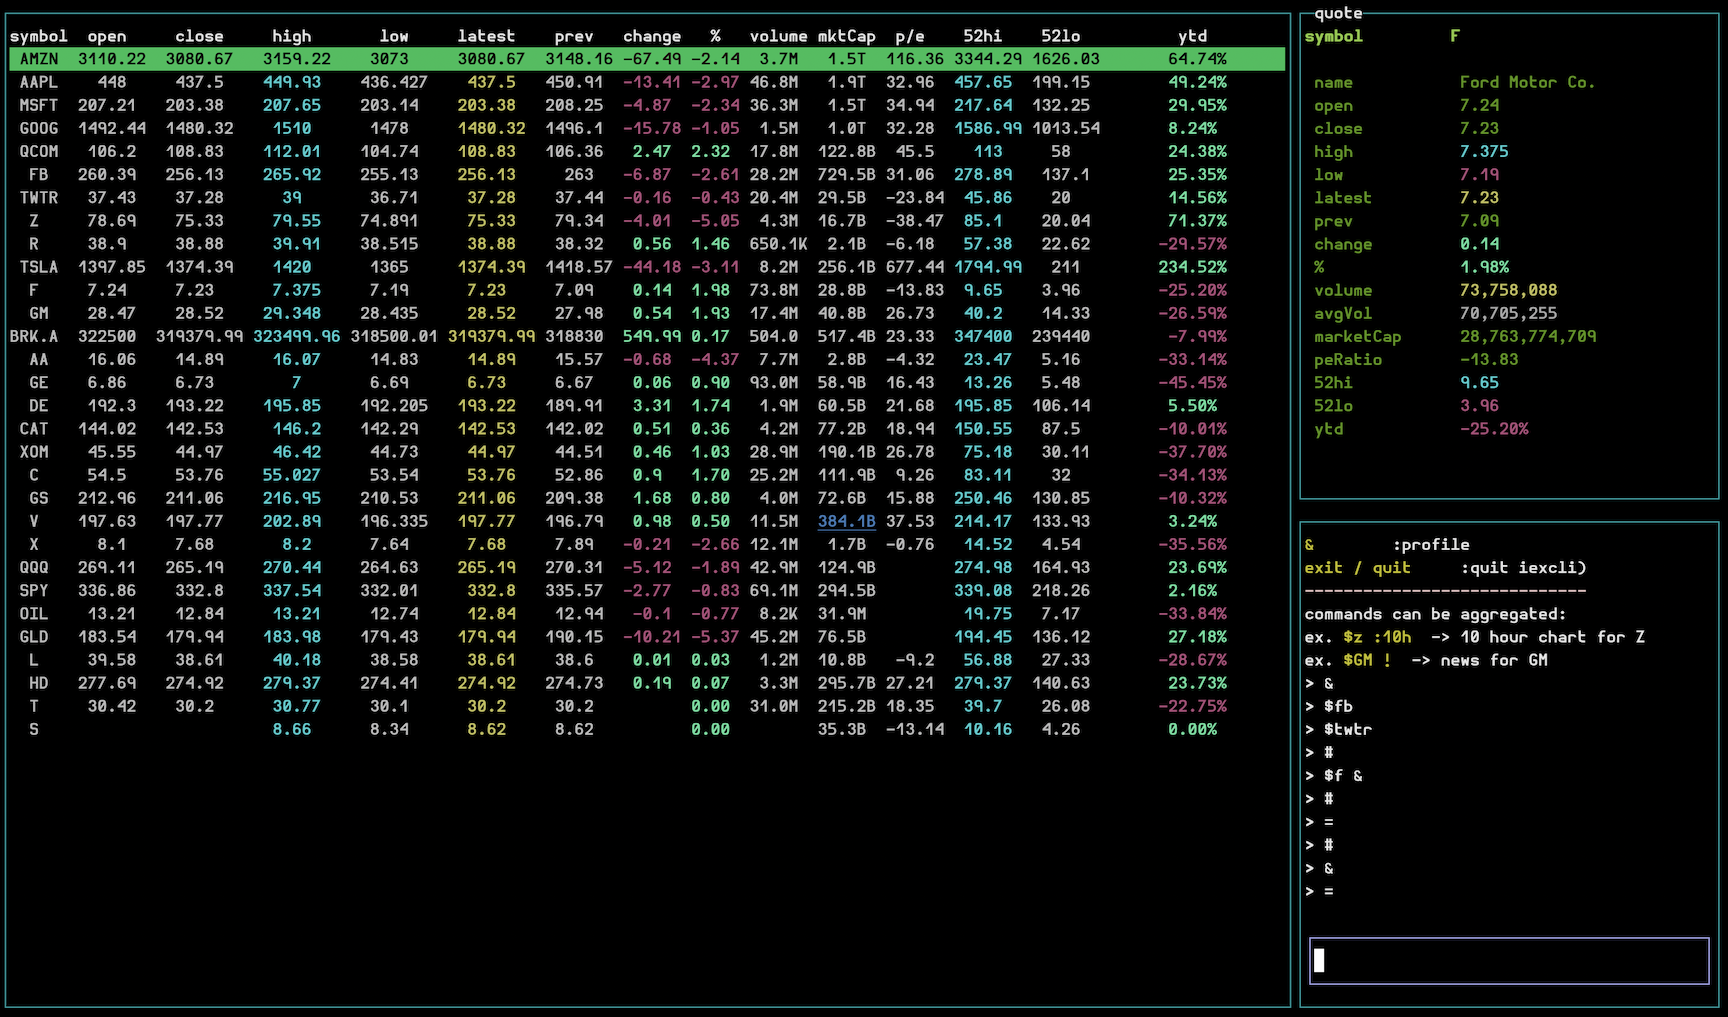 symbol open close high low latest prev change % volume mktCap p/e 52hi 52lo ytd
AMZN 3110.22 3080.67 3159.22 3073 3080.67 3148.16 -67.49 -2.14 3.7M 1.5T 116.36 3344.29 1626.03 64.74%
AAPL 448 437.5 449.93 436.427 437.5 450.91 -13.41 -2.97 46.8M 1.9T 32.96 457.65 199.15 49.24%
MSFT 207.21 203.38 207.65 203.14 203.38 208.25 -4.87 -2.34 36.3M 1.5T 34.94 217.64 132.25 29.95%
GOOG 1492.44 1480.32 1510 1478 1480.32 1496.1 -15.78 -1.05 1.5M 1.0T 32.28 1586.99 1013.54 8.24%
QCOM 106.2 108.83 112.01 104.74 108.83 106.36 2.47 2.32 17.8M 122.8B 45.5 113 58 24.38%
FB 260.39 256.13 265.92 255.13 256.13 263 -6.87 -2.61 28.2M 729.5B 31.06 278.89 137.1 25.35%
TWTR 37.43 37.28 39 36.71 37.28 37.44 -0.16 -0.43 20.4M 29.5B -23.84 45.86 20 14.56%
Z 78.69 75.33 79.55 74.891 75.33 79.34 -4.01 -5.05 4.3M 16.7B -38.47 85.1 20.04 71.37%
R 38.9 38.88 39.91 38.515 38.88 38.32 0.56 1.46 650.1K 2.1B -6.18 57.38 22.62 -29.57%
TSLA 1397.85 1374.39 1420 1365 1374.39 1418.57 -44.18 -3.11 8.2M 256.1B 677.44 1794.99 211 234.52%
F 7.24 7.23 7.375 7.19 7.23 7.09 0.14 1.98 73.8M 28.8B -13.83 9.65 3.96 -25.20%
GM 28.47 28.52 29.348 28.435 28.52 27.98 0.54 1.93 17.4M 40.8B 26.73 40.2 14.33 -26.59%
BRK.A 322500 319379.99 323499.96 318500.01 319379.99 318830 549.99 0.17 504.0 517.4B 23.33 347400 239440 -7.99%
AA 16.06 14.89 16.07 14.83 14.89 15.57 -0.68 -4.37 7.7M 2.8B -4.32 23.47 5.16 -33.14%
GE 6.86 6.73 7 6.69 6.73 6.67 0.06 0.90 93.0M 58.9B 16.43 13.26 5.48 -45.45%
DE 192.3 193.22 195.85 192.205 193.22 189.91 3.31 1.74 1.9M 60.5B 21.68 195.85 106.14 5.50%
CAT 144.02 142.53 146.2 142.29 142.53 142.02 0.51 0.36 4.2M 77.2B 18.94 150.55 87.5 -10.01%
XOM 45.55 44.97 46.42 44.73 44.97 44.51 0.46 1.03 28.9M 190.1B 26.78 75.18 30.11 -37.70%
C 54.5 53.76 55.027 53.54 53.76 52.86 0.9 1.70 25.2M 111.9B 9.26 83.11 32 -34.13%
GS 212.96 211.06 216.95 210.53 211.06 209.38 1.68 0.80 4.0M 72.6B 15.88 250.46 130.85 -10.32%
V 197.63 197.77 202.89 196.335 197.77 196.79 0.98 0.50 11.5M 384.1B 37.53 214.17 133.93 3.24%
X 8.1 7.68 8.2 7.64 7.68 7.89 -0.21 -2.66 12.1M 1.7B -0.76 14.52 4.54 -35.56%
QQQ 269.11 265.19 270.44 264.63 265.19 270.31 -5.12 -1.89 42.9M 124.9B 274.98 164.93 23.69%
SPY 336.86 332.8 337.54 332.01 332.8 335.57 -2.77 -0.83 69.1M 294.5B 339.08 218.26 2.16%
OIL 13.21 12.84 13.21 12.74 12.84 12.94 -0.1 -0.77 8.2K 31.9M 19.75 7.17 -33.84%
GLD 183.54 179.94 183.98 179.43 179.94 190.15 -10.21 -5.37 45.2M 76.5B 194.45 136.12 27.18%
L 39.58 38.61 40.18 38.58 38.61 38.6 0.01 0.03 1.2M 10.8B -9.2 56.88 27.33 -28.67%
HD 277.69 274.92 279.37 274.41 274.92 274.73 0.19 0.07 3.3M 295.7B 27.21 279.37 140.63 23.73%
T 30.42 30.2 30.77 30.1 30.2 30.2 0.00 31.0M 215.2B 18.35 39.7 26.08 -22.75%
S 8.66 8.34 8.62 8.62 0.00 35.3B -13.14 10.16 4.26 0.00%
quote
symbol F
name Ford Motor Co.
open 7.24
close 7.23
high 7.375
low 7.19
latest 7.23
prev 7.09
change 0.14
% 1.98%
volume 73,758,088
avgVol 70,705,255
marketCap 28,763,774,709
peRatio -13.83
52hi 9.65
52lo 3.96
ytd -25.20%
& :profile
exit / quit :quit iexcli)
-----------------------------
commands can be aggregated:
ex. $z :10h -> 10 hour chart for Z
ex. $GM ! -> news for GM
> &
> $fb
> $twtr
> #
> $f &
> #
> =
> #
> &
> =